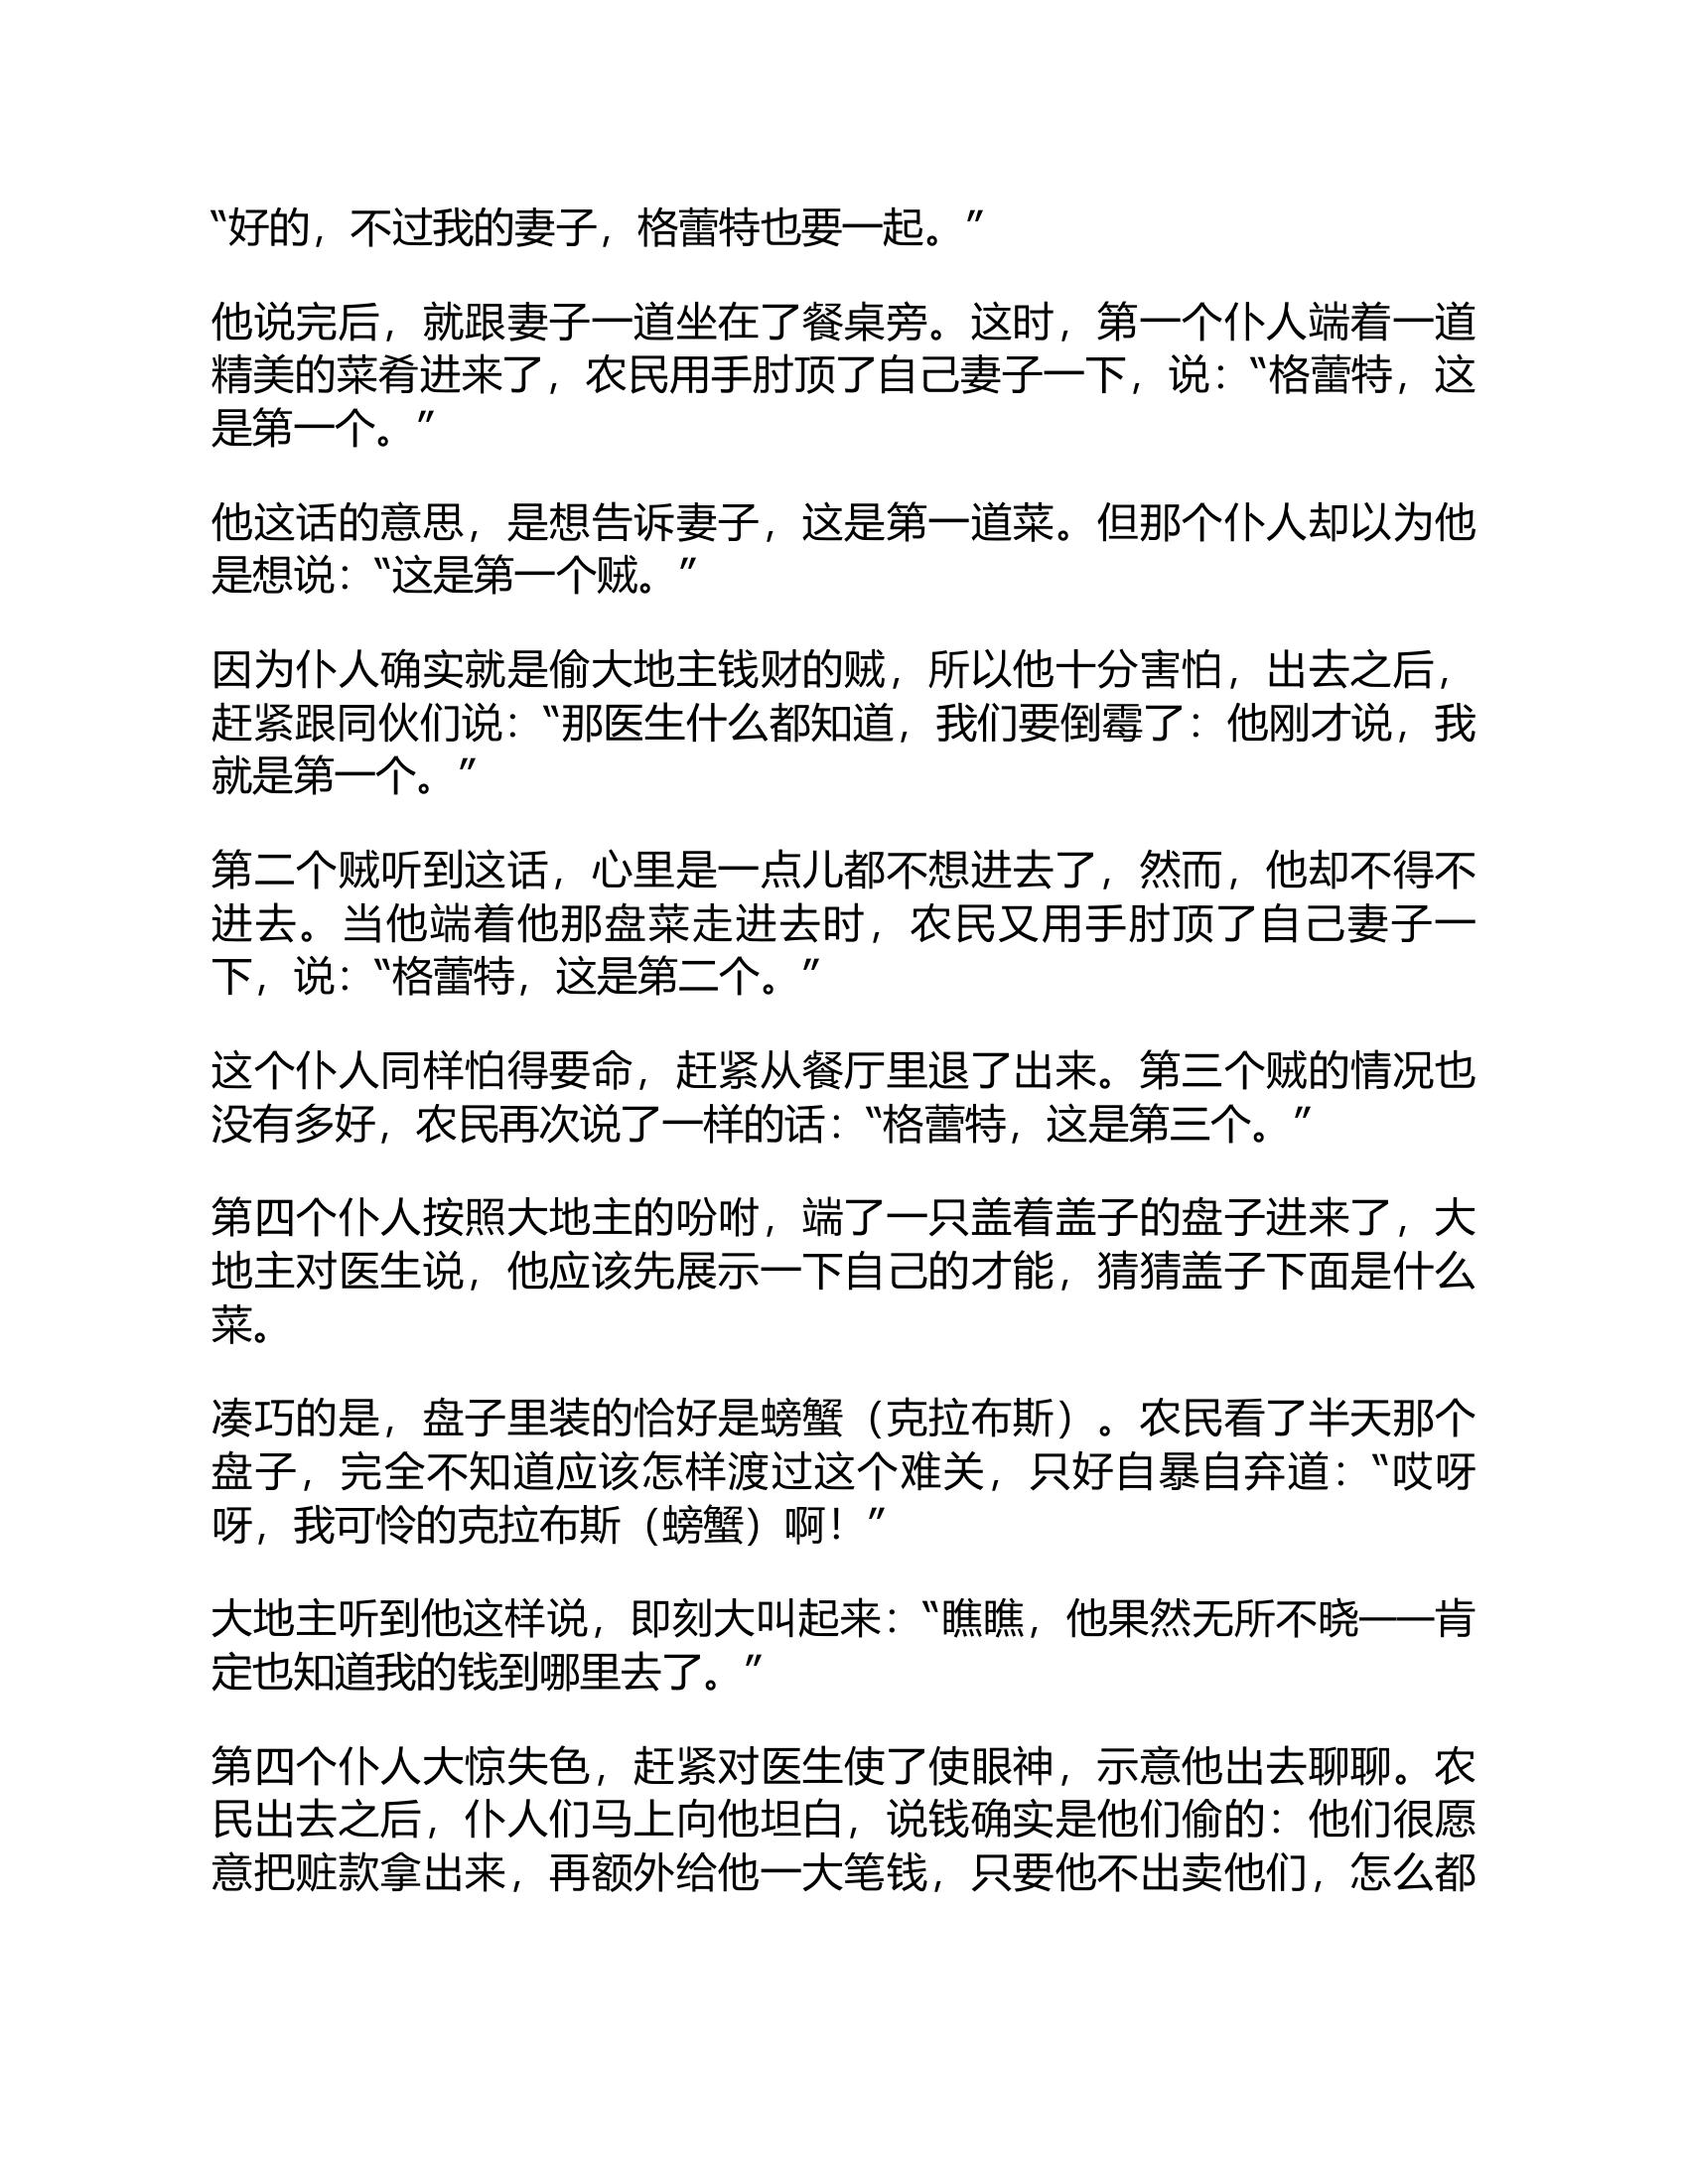 “好的，不过我的妻子，格蕾特也要一起。”
他说完后，就跟妻子一道坐在了餐桌旁。这时，第一个仆人端着一道
精美的菜肴进来了，农民用手肘顶了自己妻子一下，说：“格蕾特，这
是第一个。”
他这话的意思，是想告诉妻子，这是第一道菜。但那个仆人却以为他
是想说：“这是第一个贼。”
因为仆人确实就是偷大地主钱财的贼，所以他十分害怕，出去之后，
赶紧跟同伙们说：“那医生什么都知道，我们要倒霉了：他刚才说，我
就是第一个。”
第二个贼听到这话，心里是一点儿都不想进去了，然而，他却不得不
进去。当他端着他那盘菜走进去时，农民又用手肘顶了自己妻子一
下，说：“格蕾特，这是第二个。”
这个仆人同样怕得要命，赶紧从餐厅里退了出来。第三个贼的情况也
没有多好，农民再次说了一样的话：“格蕾特，这是第三个。”
第四个仆人按照大地主的吩咐，端了一只盖着盖子的盘子进来了，大
地主对医生说，他应该先展示一下自己的才能，猜猜盖子下面是什么
菜。
凑巧的是，盘子里装的恰好是螃蟹（克拉布斯）。农民看了半天那个
盘子，完全不知道应该怎样渡过这个难关，只好自暴自弃道：“哎呀
呀，我可怜的克拉布斯（螃蟹）啊！”
大地主听到他这样说，即刻大叫起来：“瞧瞧，他果然无所不晓——肯
定也知道我的钱到哪里去了。”
第四个仆人大惊失色，赶紧对医生使了使眼神，示意他出去聊聊。农
民出去之后，仆人们马上向他坦白，说钱确实是他们偷的：他们很愿
意把赃款拿出来，再额外给他一大笔钱，只要他不出卖他们，怎么都